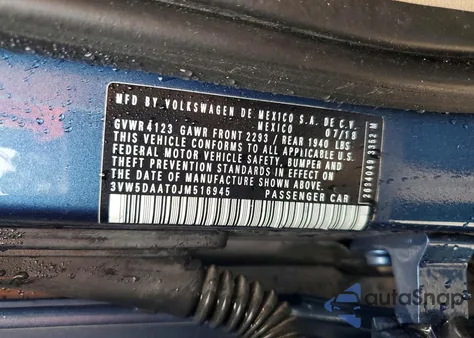 MFD BY VOLKSWAGEN DE MEXICO S.A. DE C.V.
MEXICO 07/18
GVWR 4123 GAWR FRONT 2293 / REAR 1940 LBS
THIS VEHICLE CONFORMS TO ALL APPLICABLE U.S.
FEDERAL MOTOR VEHICLE SAFETY, BUMPER AND
THEFT PREVENTION STANDARDS IN EFFECT ON
THE DATE OF MANUFACTURE SHOWN ABOVE.
3VW5DAAT0JM516945 PASSENGER CAR
autoSnap